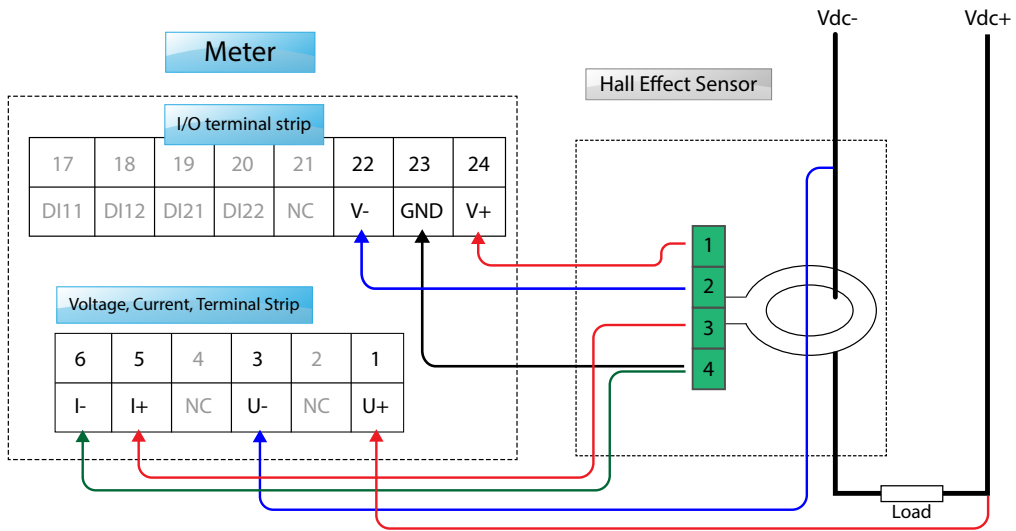 Vdc- Vdc+
Meter
Hall Effect Sensor
I/O terminal strip
17 18 19 20 21 22 23 24
DI11 DI12 DI21 DI22 NC V- GND V+
1
2
3
4
Voltage, Current, Terminal Strip
6 5 4 3 2 1
I- I+ NC U- NC U+
Load